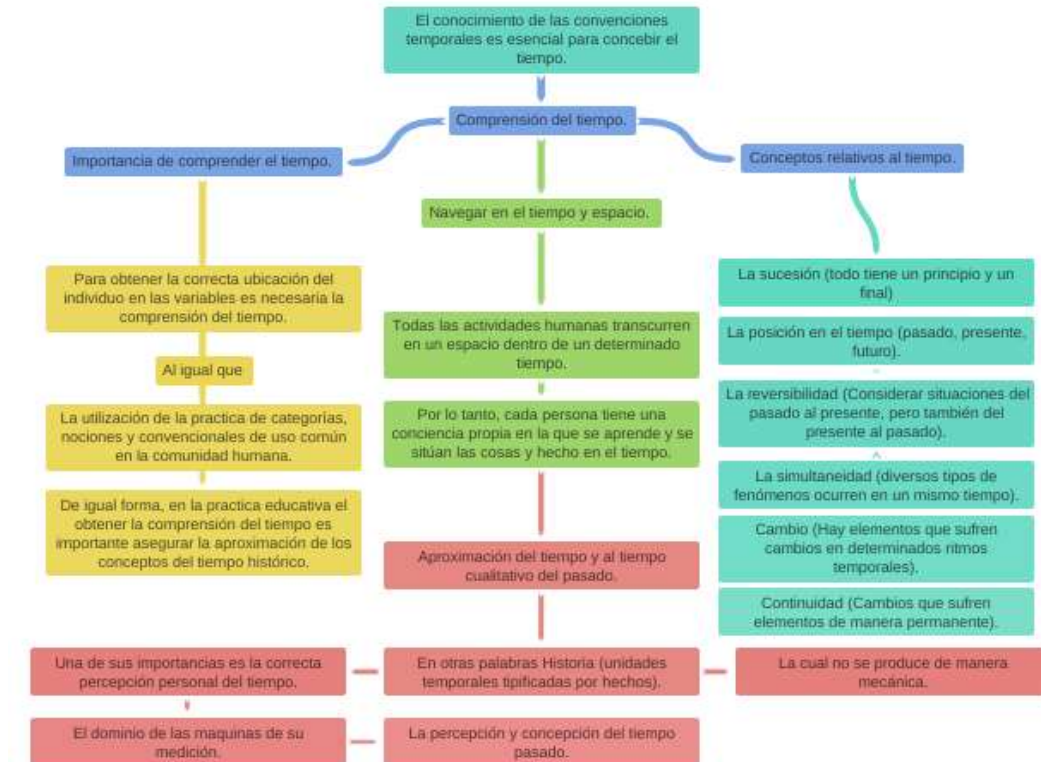 El conocimiento de las convenciones
temporales es esencial para concebir el
tiempo.
Comprensión del tiempo.
Importancia de comprender el tiempo.
Conceptos relativos al tiempo.
Navegar en el tiempo y espacio.
Para obtener la correcta ubicación del
individuo en las variables es necesaria la
comprensión del tiempo.
Al igual que
La utilización de la practica de categorías,
nociones y convencionales de uso común
en la comunidad humana.
De igual forma, en la practica educativa el
obtener la comprensión del tiempo es
importante asegurar la aproximación de los
conceptos del tiempo histórico.
Todas las actividades humanas transcurren
en un espacio dentro de un determinado
tiempo.
Por lo tanto, cada persona tiene una
conciencia propia en la que se aprende y se
sitúan las cosas y hecho en el tiempo.
La sucesión (todo tiene un principio y un
final)
La posición en el tiempo (pasado, presente,
futuro).
La reversibilidad (Considerar situaciones del
pasado al presente, pero también del
presente al pasado).
La simultaneidad (diversos tipos de
fenómenos ocurren en un mismo tiempo).
Cambio (Hay elementos que sufren
cambios en determinados ritmos
temporales).
Continuidad (Cambios que sufren
elementos de manera permanente).
Aproximación del tiempo y al tiempo
cualitativo del pasado.
Una de sus importancias es la correcta
percepción personal del tiempo.
En otras palabras Historia (unidades
temporales tipificadas por hechos).
La cual no se produce de manera
mecánica.
El dominio de las maquinas de su
medición.
La percepción y concepción del tiempo
pasado.